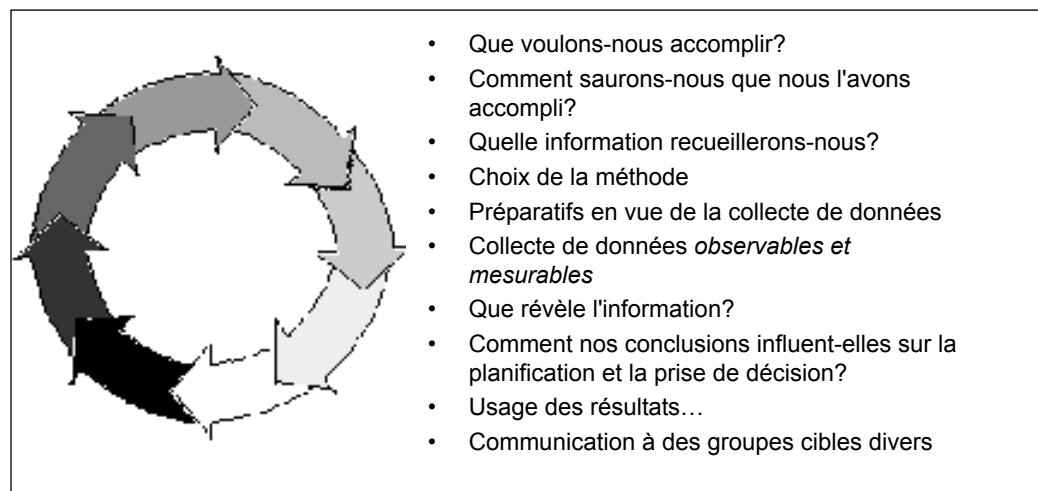 • Que voulons-nous accomplir?
• Comment saurons-nous que nous l'avons
accompli?
• Quelle information recueillerons-nous?
• Choix de la méthode
• Préparatifs en vue de la collecte de données
• Collecte de données observables et
mesurables
• Que révèle l'information?
• Comment nos conclusions influent-elles sur la
planification et la prise de décision?
• Usage des résultats…
• Communication à des groupes cibles divers